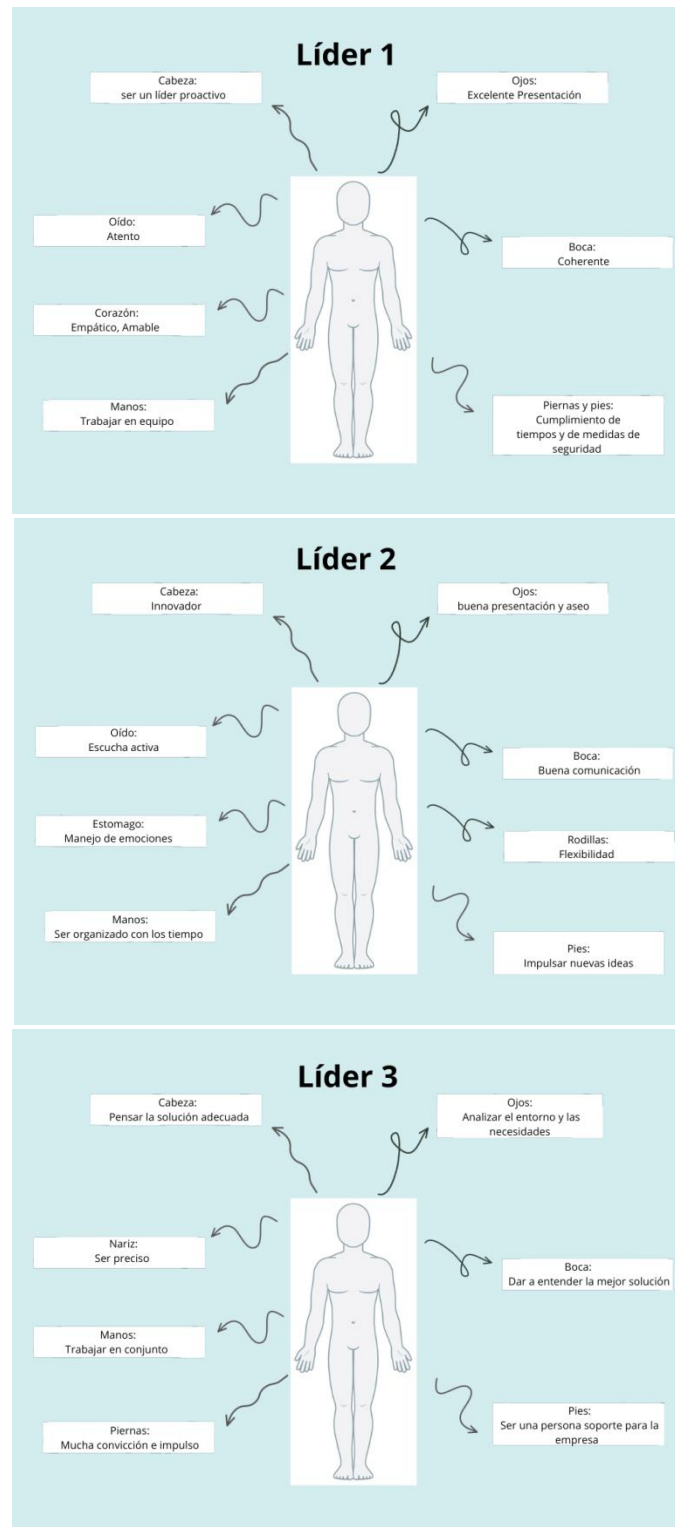 Líder 1
Cabeza:
ser un líder proactivo
Ojos:
Excelente Presentación
Oído:
Atento
Boca:
Coherente
Corazón:
Empático, Amable
Manos:
Trabajar en equipo
Piernas y pies:
Cumplimiento de
tiempos y de medidas de
seguridad
Líder 2
Cabeza:
Innovador
Ojos:
buena presentación y aseo
Oído:
Escucha activa
Boca:
Buena comunicación
Estomago:
Manejo de emociones
Rodillas:
Flexibilidad
Manos:
Ser organizado con los tiempo
Pies:
Impulsar nuevas ideas
Líder 3
Cabeza:
Pensar la solución adecuada
Ojos:
Analizar el entorno y las
necesidades
Nariz:
Ser preciso
Boca:
Dar a entender la mejor solución
Manos:
Trabajar en conjunto
Piernas:
Mucha convicción e impulso
Pies:
Ser una persona soporte para la
empresa